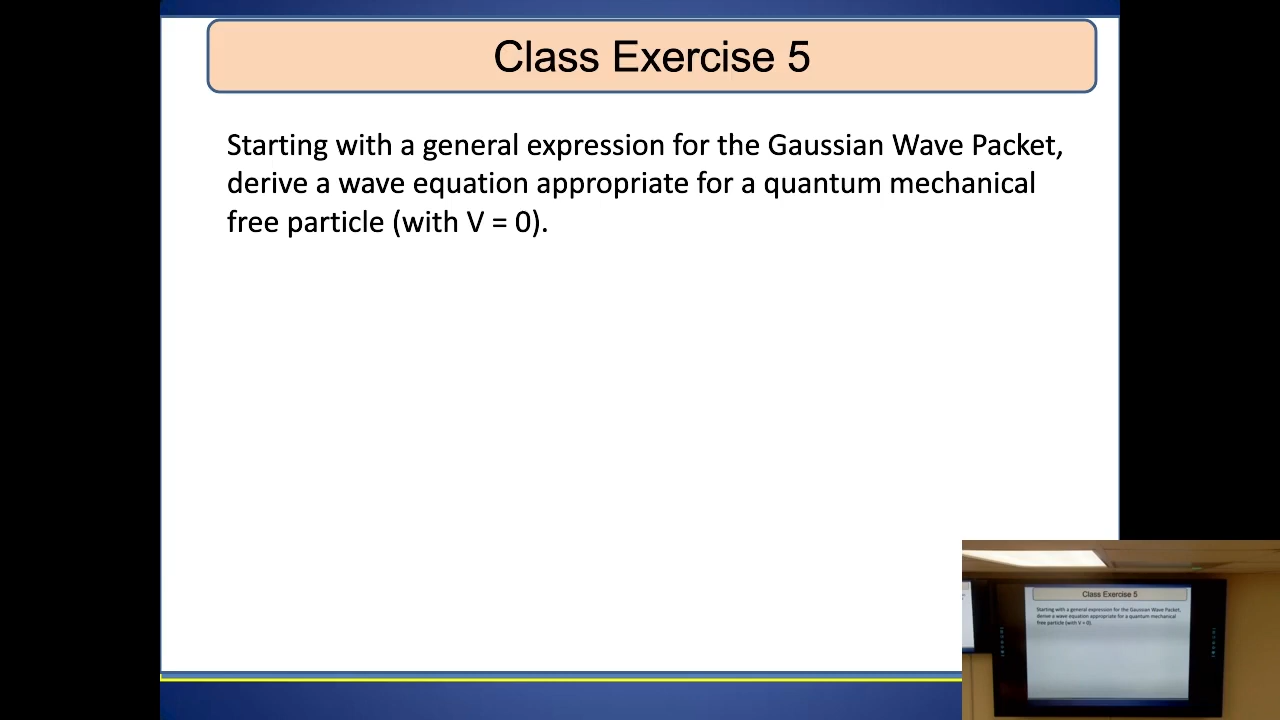 Class Exercise 5
Starting with a general expression for the Gaussian Wave Packet,
derive a wave equation appropriate for a quantum mechanical
free particle (with V = 0).
Class Exercise 5
Starting with a general expression for the Gaussian Wave Packet,
derive a wave equation appropriate for a quantum mechanical
free particle (with V = 0).